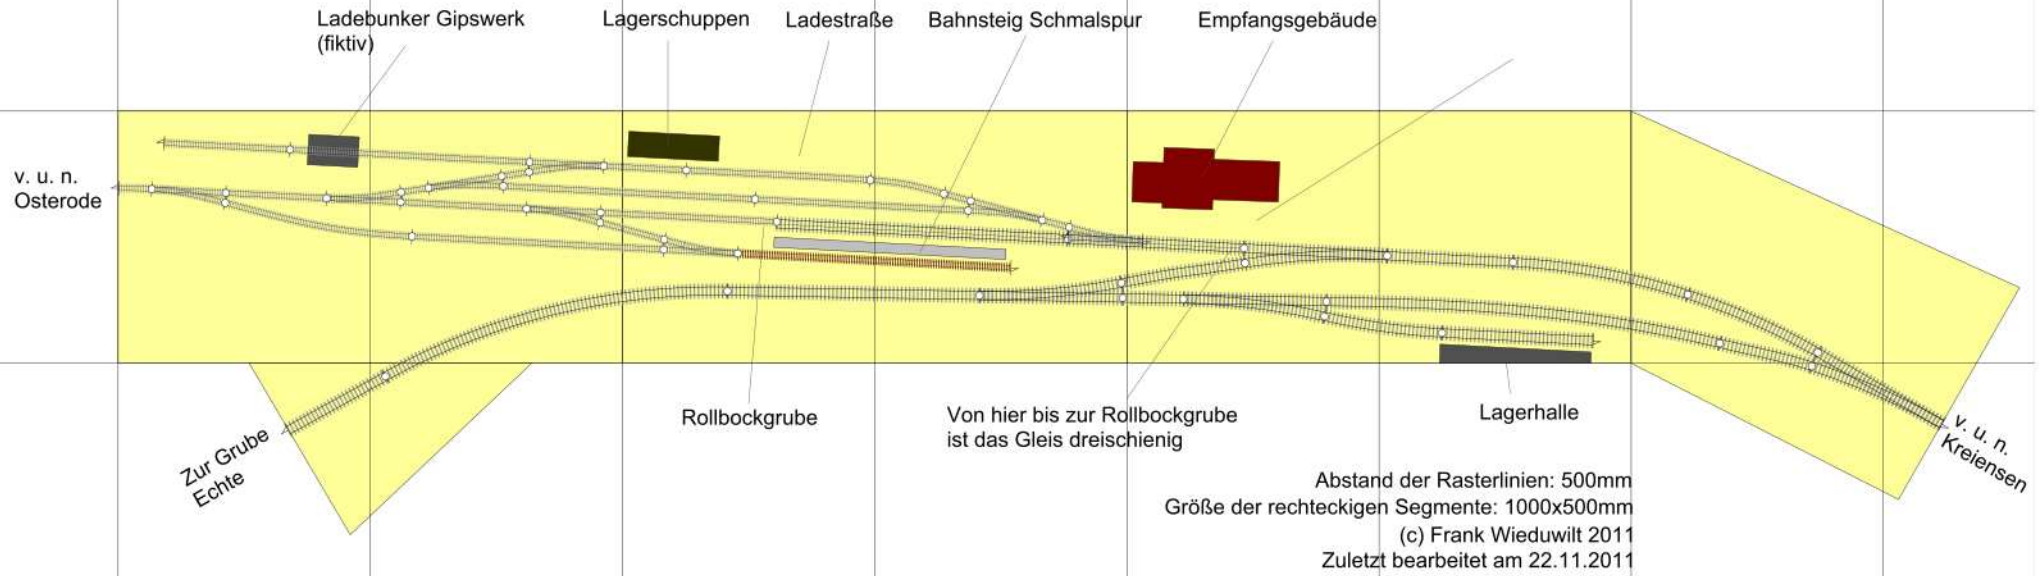 Ladebunker Gipswerk
(fiktiv)
Lagerschuppen
Ladestraße
Bahnsteig Schmalspur
Empfangsgebäude
v. u. n.
Osterode
Zur Grube
Echte
Rollbockgrube
Von hier bis zur Rollbockgrube
ist das Gleis dreischienig
Lagerhalle
v. u. n.
Kreiensen
Abstand der Rasterlinien: 500mm
Größe der rechteckigen Segmente: 1000x500mm
(c) Frank Wieduwilt 2011
Zuletzt bearbeitet am 22.11.2011